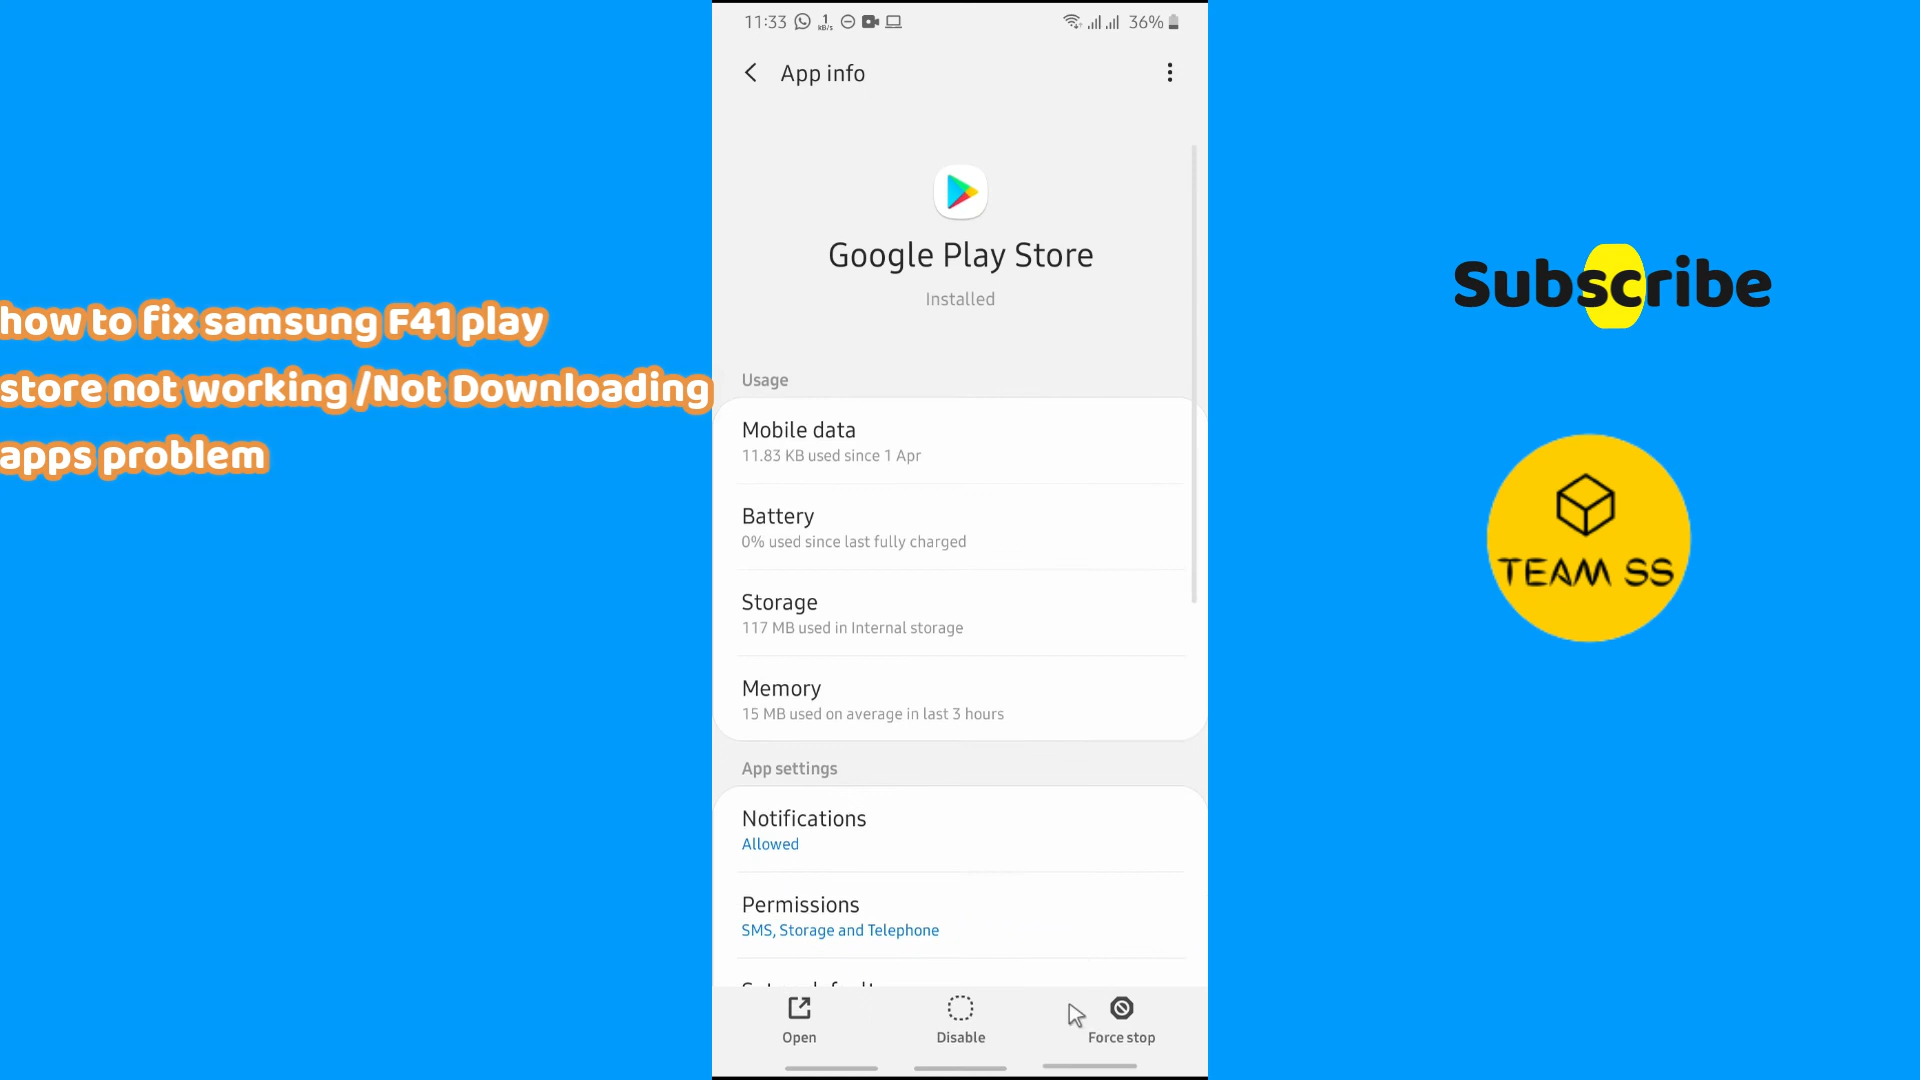 11:33 1 kB/s 36%
App info
Google Play Store
Installed
how to fix samsung F41 play
store not working /Not Downloading
apps problem
Usage
Mobile data
11.83 KB used since 1 Apr
Battery
0% used since last fully charged
Storage
117 MB used in Internal storage
Memory
15 MB used on average in last 3 hours
App settings
Notifications
Allowed
Permissions
SMS, Storage and Telephone
Open
Disable
Force stop
Subscribe
TEAM SS